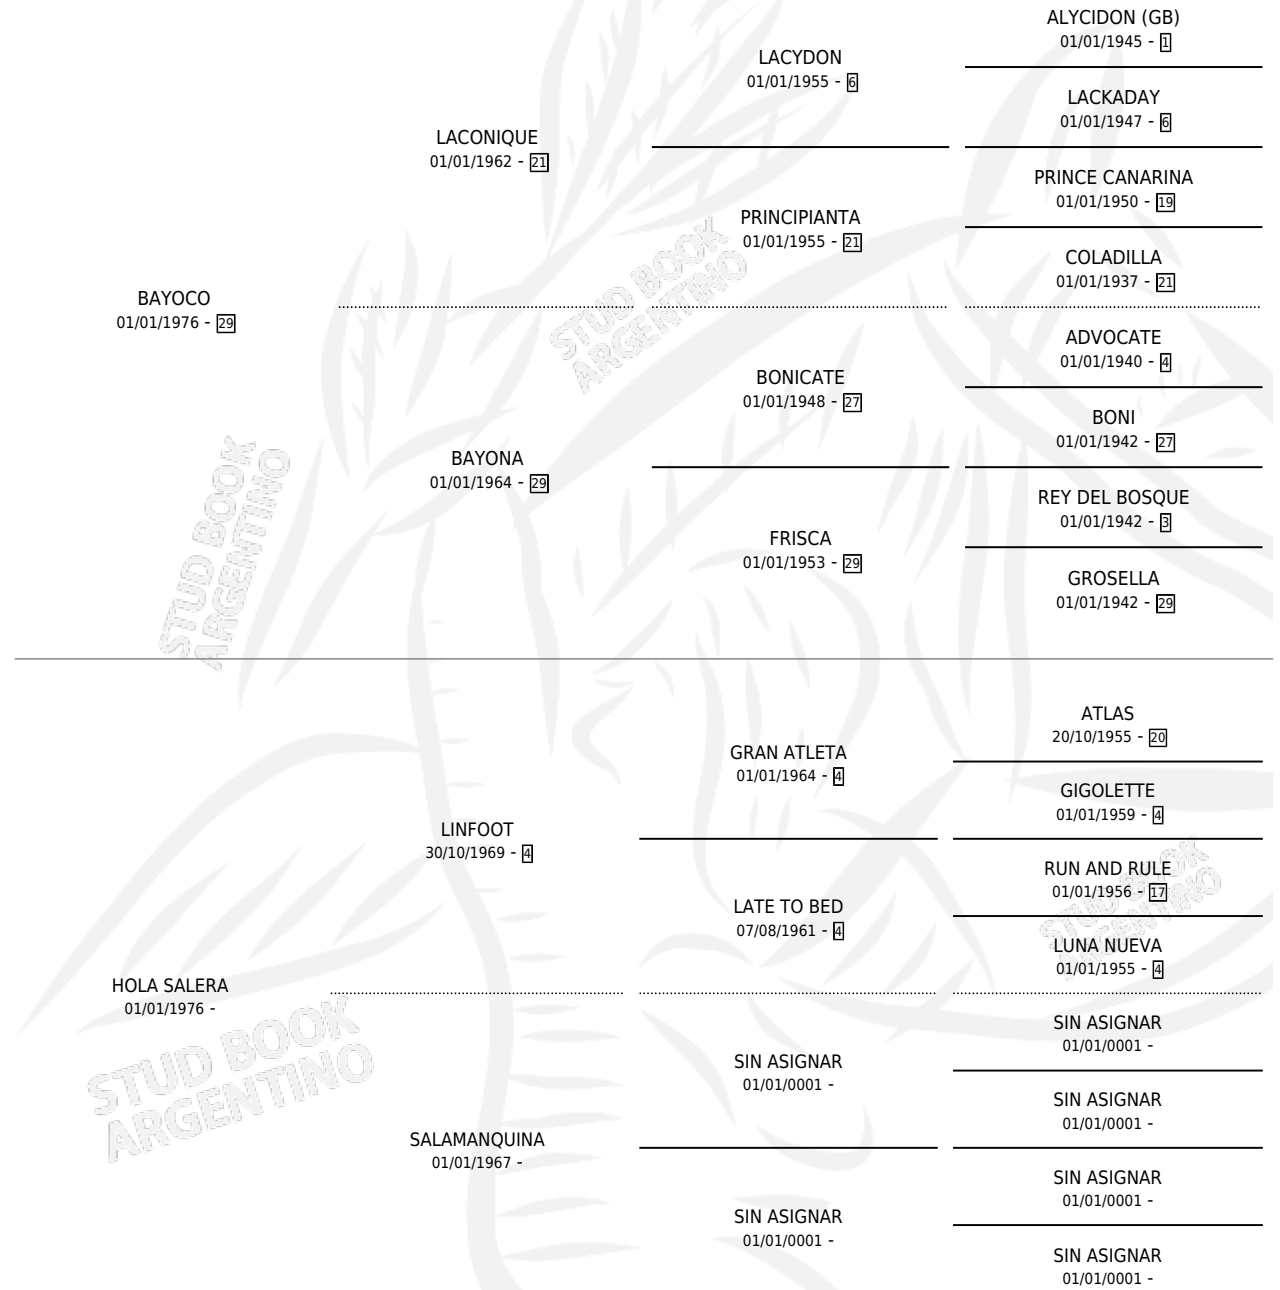 ALYCIDON (GB)
01/01/1945 - 1
LACYDON
01/01/1955 - 6
LACKADAY
01/01/1947 - 6
LACONIQUE
01/01/1962 - 21
PRINCE CANARINA
01/01/1950 - 19
PRINCIPIANTA
01/01/1955 - 21
COLADILLA
01/01/1937 - 21
BAYOCO
01/01/1976 - 29
ADVOCATE
01/01/1940 - 4
BONICATE
01/01/1948 - 27
BONI
01/01/1942 - 27
BAYONA
01/01/1964 - 29
REY DEL BOSQUE
01/01/1942 - 3
FRISCA
01/01/1953 - 29
GROSELLA
01/01/1942 - 29
ATLAS
20/10/1955 - 20
GRAN ATLETA
01/01/1964 - 4
GIGOLETTE
01/01/1959 - 4
LINFOOT
30/10/1969 - 4
RUN AND RULE
01/01/1956 - 17
LATE TO BED
07/08/1961 - 4
LUNA NUEVA
01/01/1955 - 4
HOLA SALERA
01/01/1976 -
SIN ASIGNAR
01/01/0001 -
SIN ASIGNAR
01/01/0001 -
SIN ASIGNAR
01/01/0001 -
SALAMANQUINA
01/01/1967 -
SIN ASIGNAR
01/01/0001 -
SIN ASIGNAR
01/01/0001 -
SIN ASIGNAR
01/01/0001 -
STUD BOOK
ARGENTINO
STUD BOOK
ARGENTINO
STUD BOOK
ARGENTINO
STUD BOOK
ARGENTINO